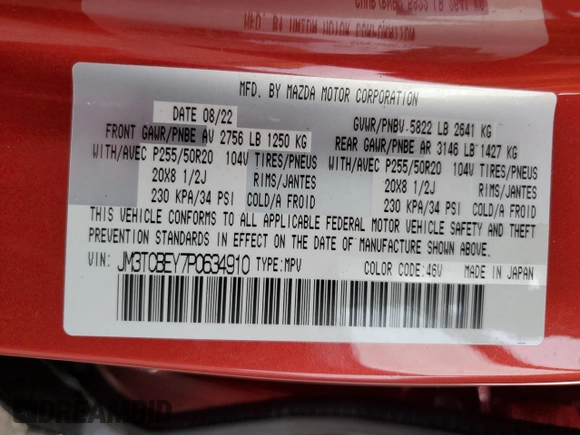 MFD. BY MAZDA MOTOR CORPORATION
MFD. BY MAZDA MOTOR CORPORATION
DATE 08/22 GVWR/PNBV 5822 LB 2641 KG
FRONT GAWR/PNBE AV 2756 LB 1250 KG REAR GAWR/PNBE AR 3146 LB 1427 KG
WITH/AVEC P255/50R20 104V TIRES/PNEUS WITH/AVEC P255/50R20 104V TIRES/PNEUS
20X8 1/2J RIMS/JANTES 20X8 1/2J RIMS/JANTES
230 KPA/34 PSI COLD/A FROID 230 KPA/34 PSI COLD/A FROID
THIS VEHICLE CONFORMS TO ALL APPLICABLE FEDERAL MOTOR VEHICLE SAFETY AND THEFT
PREVENTION STANDARDS IN EFFECT ON THE DATE OF MANUFACTURE SHOWN ABOVE.
VIN: JM3TCBEY7P0634910 TYPE:MPV COLOR CODE:46V MADE IN JAPAN
DREAMBID